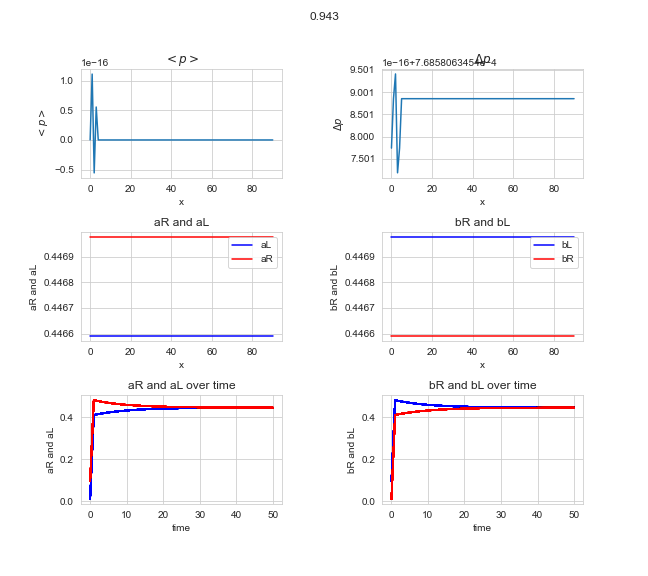 0.943
< p >
1e−16
1.0
0.5
0.0
−0.5
< p >
0 20 40 60 80
x
Δp
1e−16+7.6858063454e−4
9.501
9.001
8.501
8.000
7.501
Δp
0 20 40 60 80
x
aR and aL
0.4469
0.4468
0.4467
0.4466
aR and aL
aL
aR
0 20 40 60 80
x
bR and bL
0.4469
0.4468
0.4467
0.4466
bR and bL
bL
bR
0 20 40 60 80
x
aR and aL over time
0.4
0.2
0.0
aR and aL
0 10 20 30 40 50
time
bR and bL over time
0.4
0.2
0.0
bR and bL
0 10 20 30 40 50
time